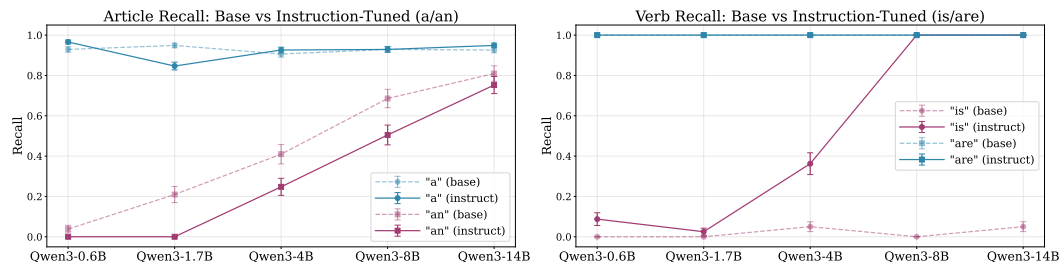 Article Recall: Base vs Instruction-Tuned (a/an)
1.0
0.8
0.6
0.4
0.2
0.0
Recall
"a" (base)
"a" (instruct)
"an" (base)
"an" (instruct)
Qwen3-0.6B
Qwen3-1.7B
Qwen3-4B
Qwen3-8B
Qwen3-14B
Verb Recall: Base vs Instruction-Tuned (is/are)
1.0
0.8
0.6
0.4
0.2
0.0
Recall
"is" (base)
"is" (instruct)
"are" (base)
"are" (instruct)
Qwen3-0.6B
Qwen3-1.7B
Qwen3-4B
Qwen3-8B
Qwen3-14B